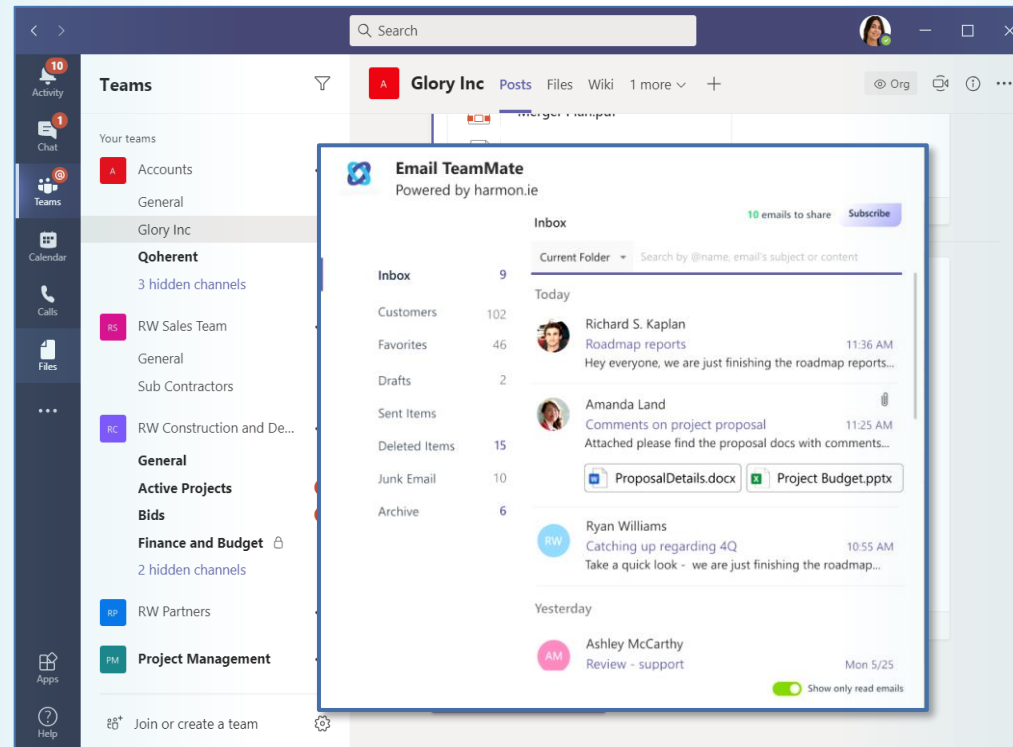 Search
10
Activity
1
Chat
@
Teams
Calendar
Calls
Files
Apps
Help
Teams
Your teams
A Accounts
General
Glory Inc
Qoherent
3 hidden channels
RS RW Sales Team
General
Sub Contractors
RC RW Construction and De...
General
Active Projects
Bids
Finance and Budget
2 hidden channels
RP RW Partners
PM Project Management
Join or create a team
A Glory Inc Posts Files Wiki 1 more
Org
Merger Plan.pdf
Email TeamMate
Powered by harmon.ie
Inbox 9
Customers 102
Favorites 46
Drafts 2
Sent Items
Deleted Items 15
Junk Email 10
Archive 6
Inbox
10 emails to share Subscribe
Current Folder Search by @name, email's subject or content
Today
Richard S. Kaplan
Roadmap reports 11:36 AM
Hey everyone, we are just finishing the roadmap reports...
Amanda Land
Comments on project proposal 11:25 AM
Attached please find the proposal docs with comments...
ProposalDetails.docx Project Budget.pptx
RW
Ryan Williams
Catching up regarding 4Q 10:55 AM
Take a quick look - we are just finishing the roadmap...
Yesterday
AM
Ashley McCarthy
Review - support Mon 5/25
Show only read emails